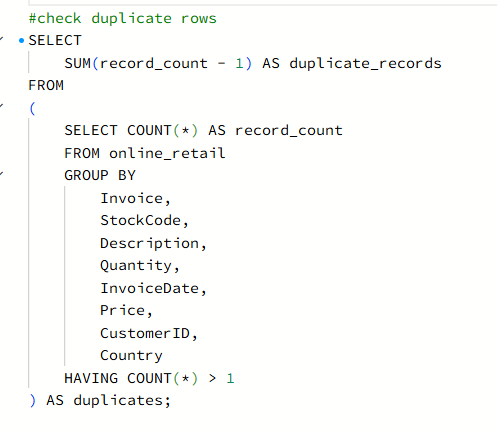 #check duplicate rows
SELECT
SUM(record_count - 1) AS duplicate_records
FROM
(
SELECT COUNT(*) AS record_count
FROM online_retail
GROUP BY
Invoice,
StockCode,
Description,
Quantity,
InvoiceDate,
Price,
CustomerID,
Country
HAVING COUNT(*) > 1
) AS duplicates;